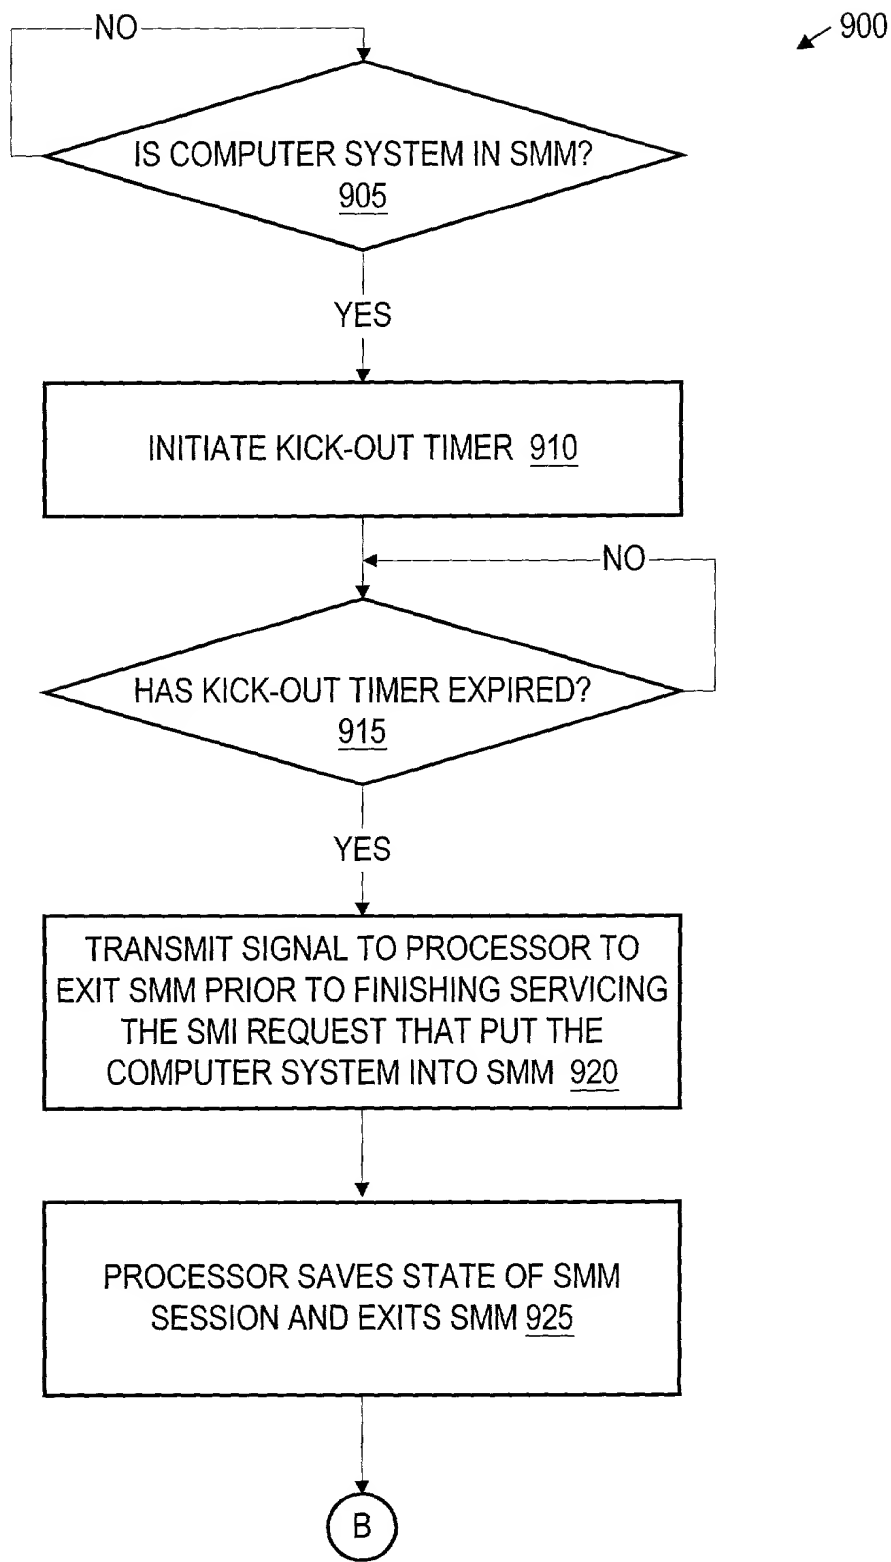 900
NO
IS COMPUTER SYSTEM IN SMM?
905
YES
INITIATE KICK-OUT TIMER 910
NO
HAS KICK-OUT TIMER EXPIRED?
915
YES
TRANSMIT SIGNAL TO PROCESSOR TO
EXIT SMM PRIOR TO FINISHING SERVICING
THE SMI REQUEST THAT PUT THE
COMPUTER SYSTEM INTO SMM 920
PROCESSOR SAVES STATE OF SMM
SESSION AND EXITS SMM 925
B